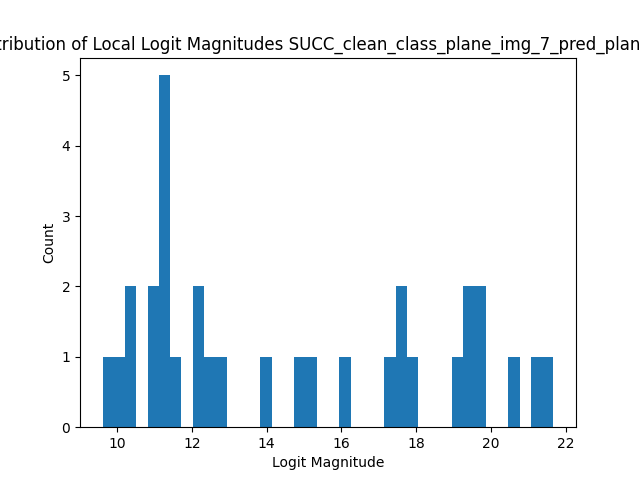 tribution of Local Logit Magnitudes SUCC_clean_class_plane_img_7_pred_plan
5
4
3
2
1
0
Count
10 12 14 16 18 20 22
Logit Magnitude